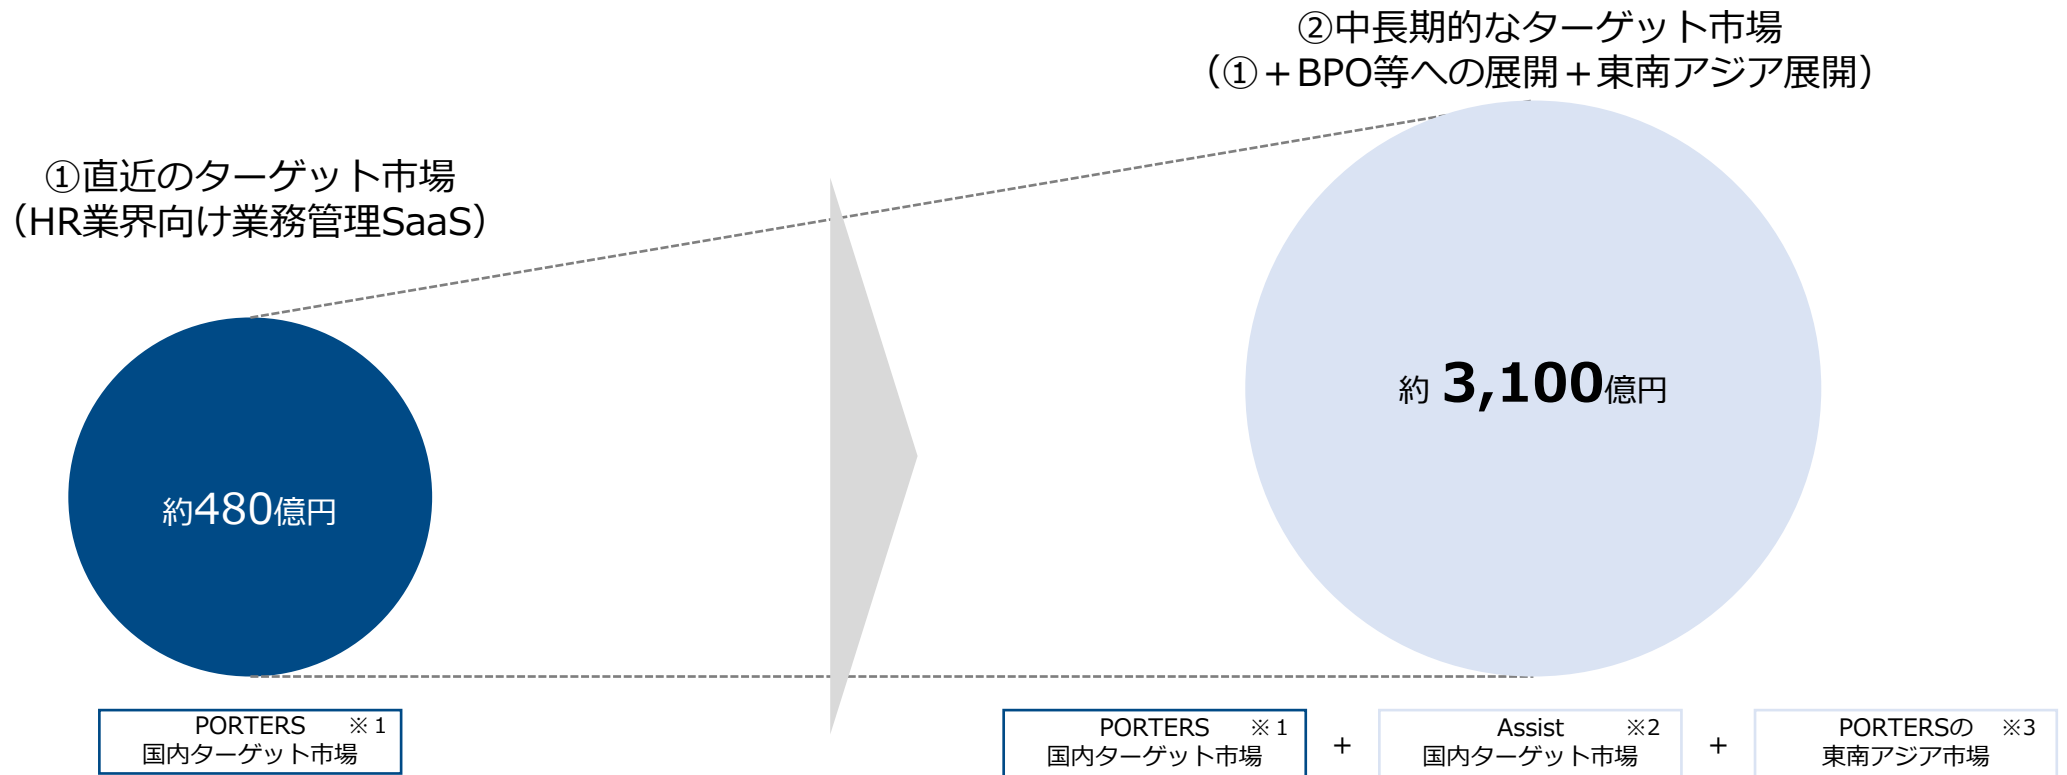 ①直近のターゲット市場
（HR業界向け業務管理SaaS）
約480億円
PORTERS ※１
国内ターゲット市場
②中長期的なターゲット市場
（①＋BPO等への展開＋東南アジア展開）
約 3,100億円
PORTERS ※１
国内ターゲット市場
+
Assist ※2
国内ターゲット市場
+
PORTERSの ※3
東南アジア市場